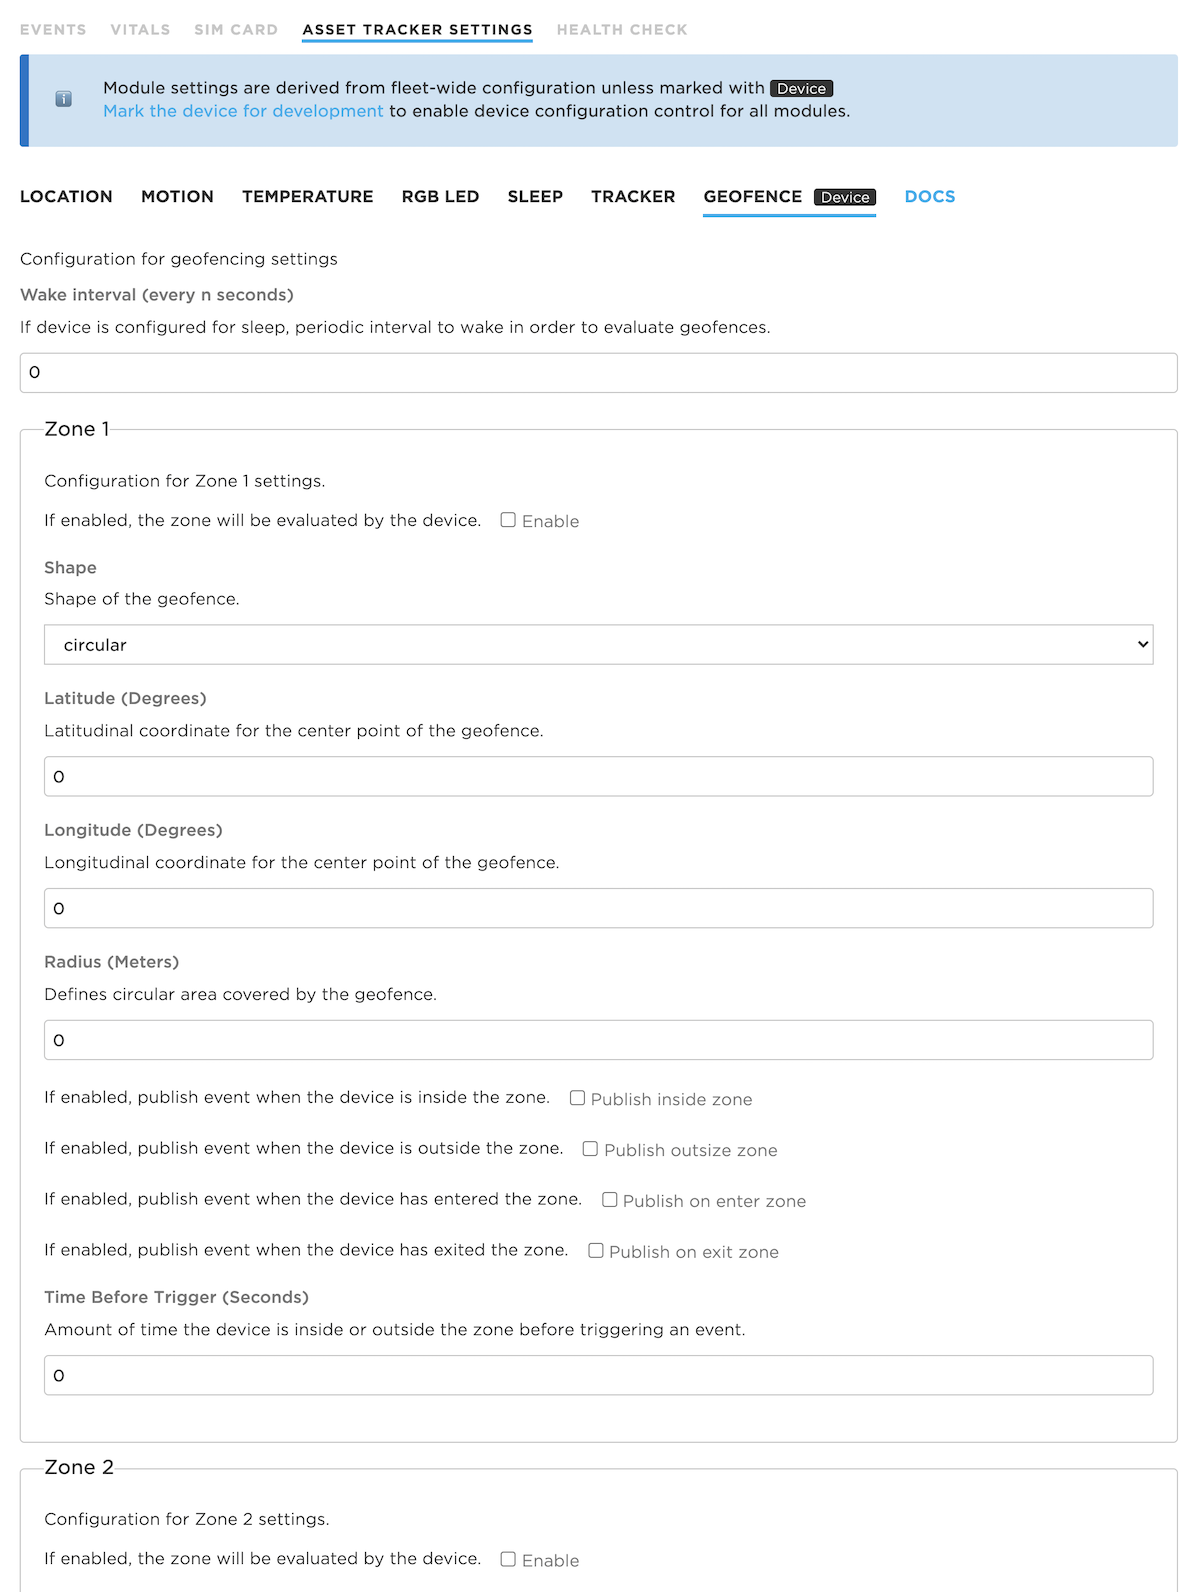 EVENTS VITALS SIM CARD ASSET TRACKER SETTINGS HEALTH CHECK
Module settings are derived from fleet-wide configuration unless marked with Device
Mark the device for development to enable device configuration control for all modules.
LOCATION MOTION TEMPERATURE RGB LED SLEEP TRACKER GEOFENCE Device DOCS
Configuration for geofencing settings
Wake interval (every n seconds)
If device is configured for sleep, periodic interval to wake in order to evaluate geofences.
0
Zone 1
Configuration for Zone 1 settings.
If enabled, the zone will be evaluated by the device. Enable
Shape
Shape of the geofence.
circular
Latitude (Degrees)
Latitudinal coordinate for the center point of the geofence.
0
Longitude (Degrees)
Longitudinal coordinate for the center point of the geofence.
0
Radius (Meters)
Defines circular area covered by the geofence.
0
If enabled, publish event when the device is inside the zone. Publish inside zone
If enabled, publish event when the device is outside the zone. Publish outsize zone
If enabled, publish event when the device has entered the zone. Publish on enter zone
If enabled, publish event when the device has exited the zone. Publish on exit zone
Time Before Trigger (Seconds)
Amount of time the device is inside or outside the zone before triggering an event.
0
Zone 2
Configuration for Zone 2 settings.
If enabled, the zone will be evaluated by the device. Enable